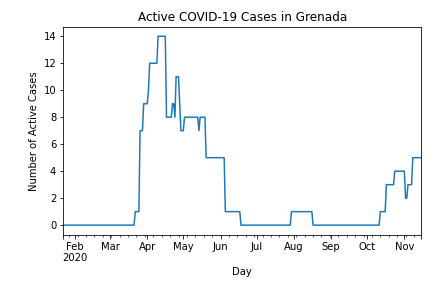 Active COVID-19 Cases in Grenada
Number of Active Cases
14
12
10
8
6
4
2
0
Feb Mar Apr May Jun Jul Aug Sep Oct Nov
2020
Day